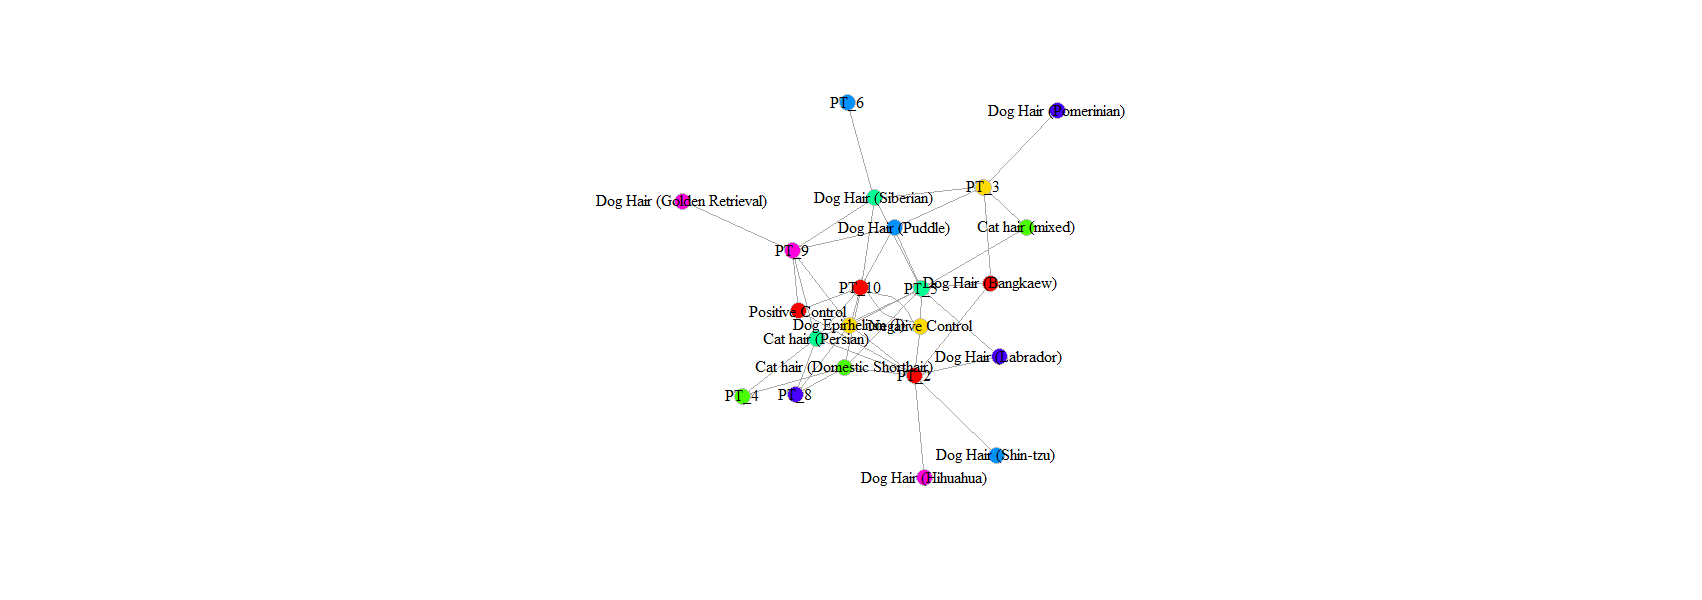 PT_6
Dog Hair (Pomerinian)
PT_3
Dog Hair (Siberian)
Dog Hair (Golden Retrieval)
Dog Hair (Puddle)
Cat hair (mixed)
PT_9
Dog Hair (Bangkaew)
PT_10
PT_5
Positive Control
Dog Epirhelium (I)
Negative Control
Cat hair (Persian)
Dog Hair (Labrador)
Cat hair (Domestic Shorthair)
PT_2
PT_4
PT_8
Dog Hair (Shin-tzu)
Dog Hair (Hihuahua)